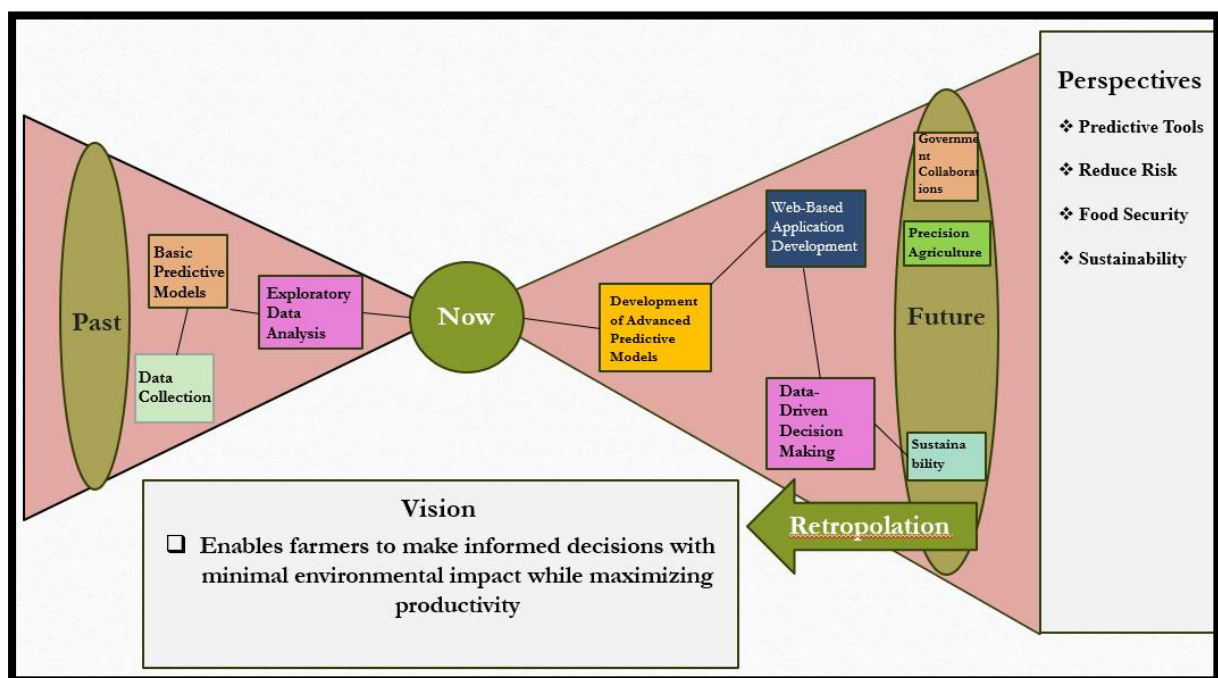 Past
Basic
Predictive
Models
Data
Collection
Exploratory
Data
Analysis
Now
Development
of Advanced
Predictive
Models
Web-Based
Application
Development
Data-
Driven
Decision
Making
Governme
nt
Collaborat
ions
Precision
Agriculture
Future
Sustaina
bility
Retropolation
Perspectives
❖ Predictive Tools
❖ Reduce Risk
❖ Food Security
❖ Sustainability
Vision
❑ Enables farmers to make informed decisions with
minimal environmental impact while maximizing
productivity